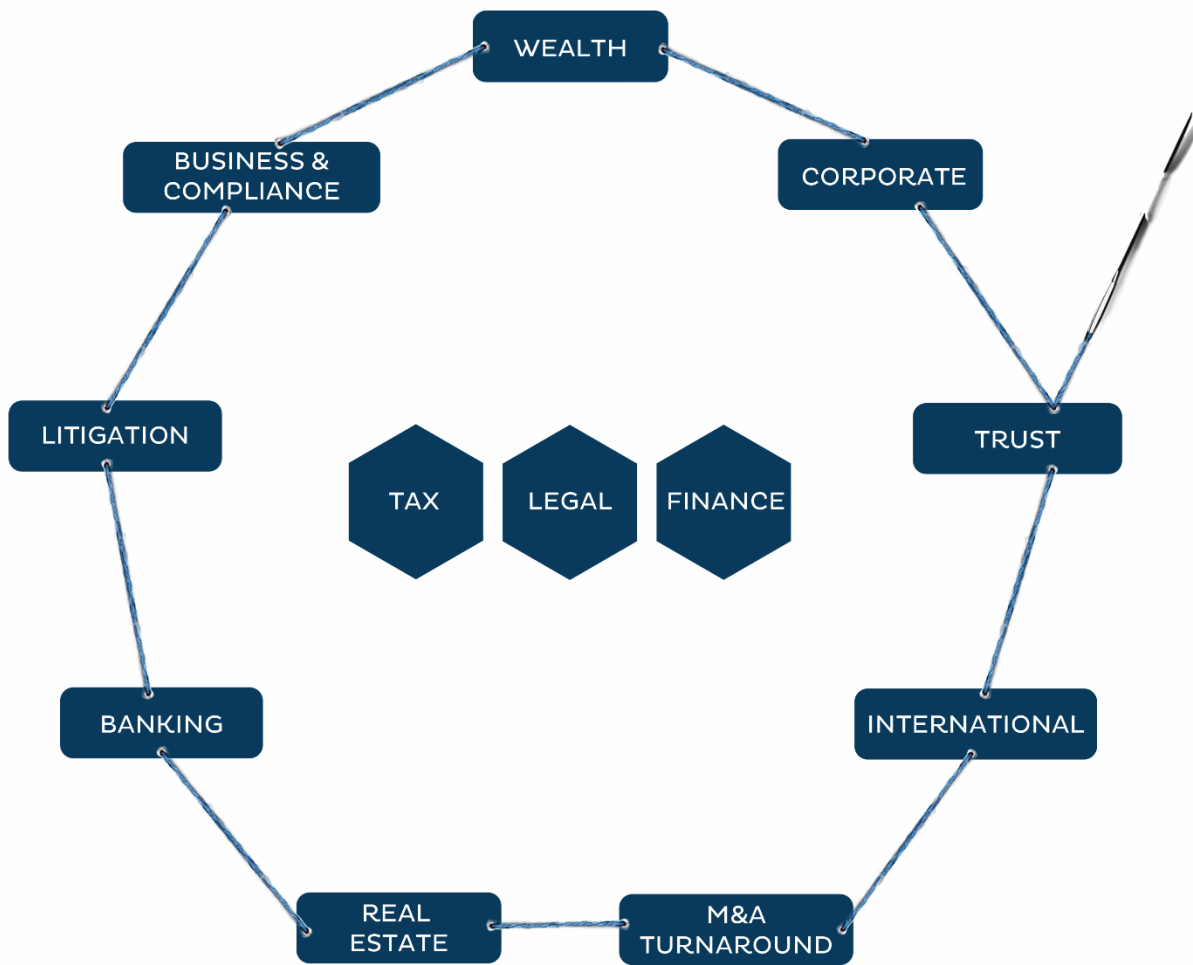 WEALTH
BUSINESS &
COMPLIANCE
CORPORATE
LITIGATION
TRUST
TAX
LEGAL
FINANCE
BANKING
INTERNATIONAL
REAL
ESTATE
M&A
TURNAROUND